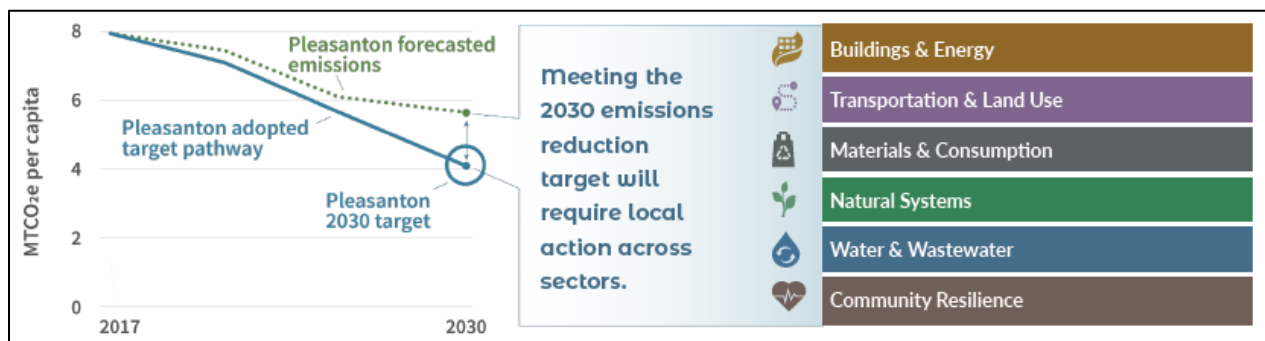 8
6
4
2
0
MTCO₂e per capita
2017
2030
Pleasanton forecasted
emissions
Pleasanton adopted
target pathway
Pleasanton
2030 target
Meeting the
2030 emissions
reduction
target will
require local
action across
sectors.
Buildings & Energy
Transportation & Land Use
Materials & Consumption
Natural Systems
Water & Wastewater
Community Resilience